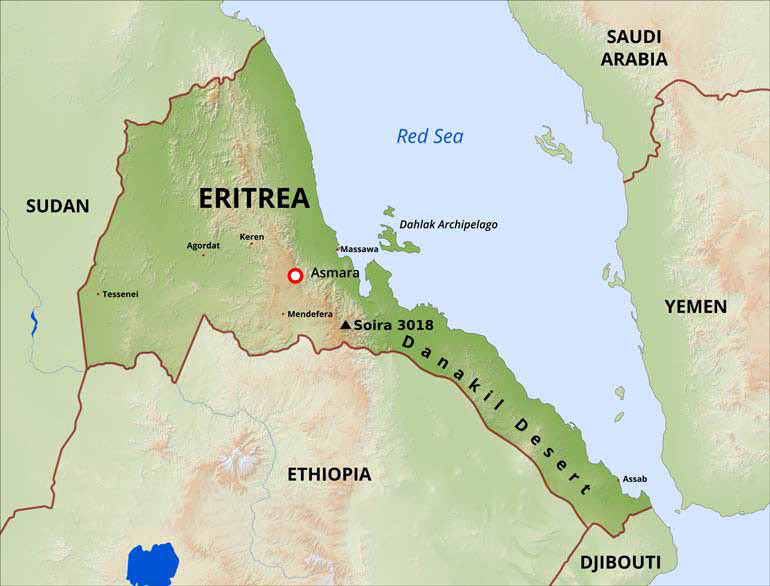 SAUDI
ARABIA
Red Sea
SUDAN
ERITREA
Dahlak Archipelago
Keren
Agordat
Massawa
Asmara
Tessenei
YEMEN
Mendefera
Soira 3018
Danakil Desert
ETHIOPIA
Assab
DJIBOUTI